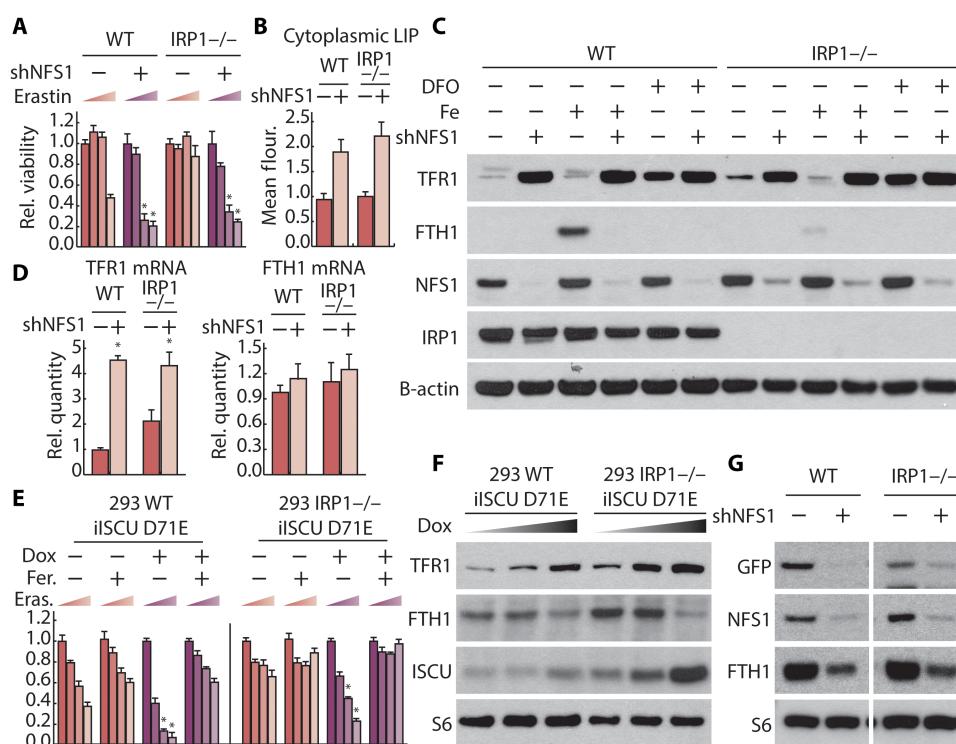 A
WT IRP1−/−
shNFS1 − + − +
Erastin
Rel. viability
1.4
1.2
1.0
0.8
0.6
0.4
0.2
0.0
* * * *
B
Cytoplasmic LIP
WT IRP1 −/−
shNFS1 − + − +
Mean flour.
2.5
2.0
1.5
1.0
0.5
0.0
C
WT IRP1−/−
DFO − − − − + + − − − − + +
Fe − − + + − − − − + + − −
shNFS1 − + − + − + − + − + − +
TFR1
FTH1
NFS1
IRP1
B-actin
D
TFR1 mRNA
WT IRP1 −/−
shNFS1 − + − +
* *
Rel. quantity
5
4
2
1
0
FTH1 mRNA
WT IRP1 −/−
shNFS1 − + − +
Rel. quantity
1.5
1.2
0.9
0.6
0.3
0.0
E
293 WT 293 IRP1−/−
iISCU D71E iISCU D71E
Dox − − + + − − + +
Fer. − + − + − + − +
Eras.
1.2
1.0
0.8
0.6
0.4
0.2
0.0
* * * *
F
293 WT 293 IRP1−/−
iISCU D71E iISCU D71E
Dox
TFR1
FTH1
ISCU
S6
G
WT IRP1−/−
shNFS1 − + − +
GFP
NFS1
FTH1
S6